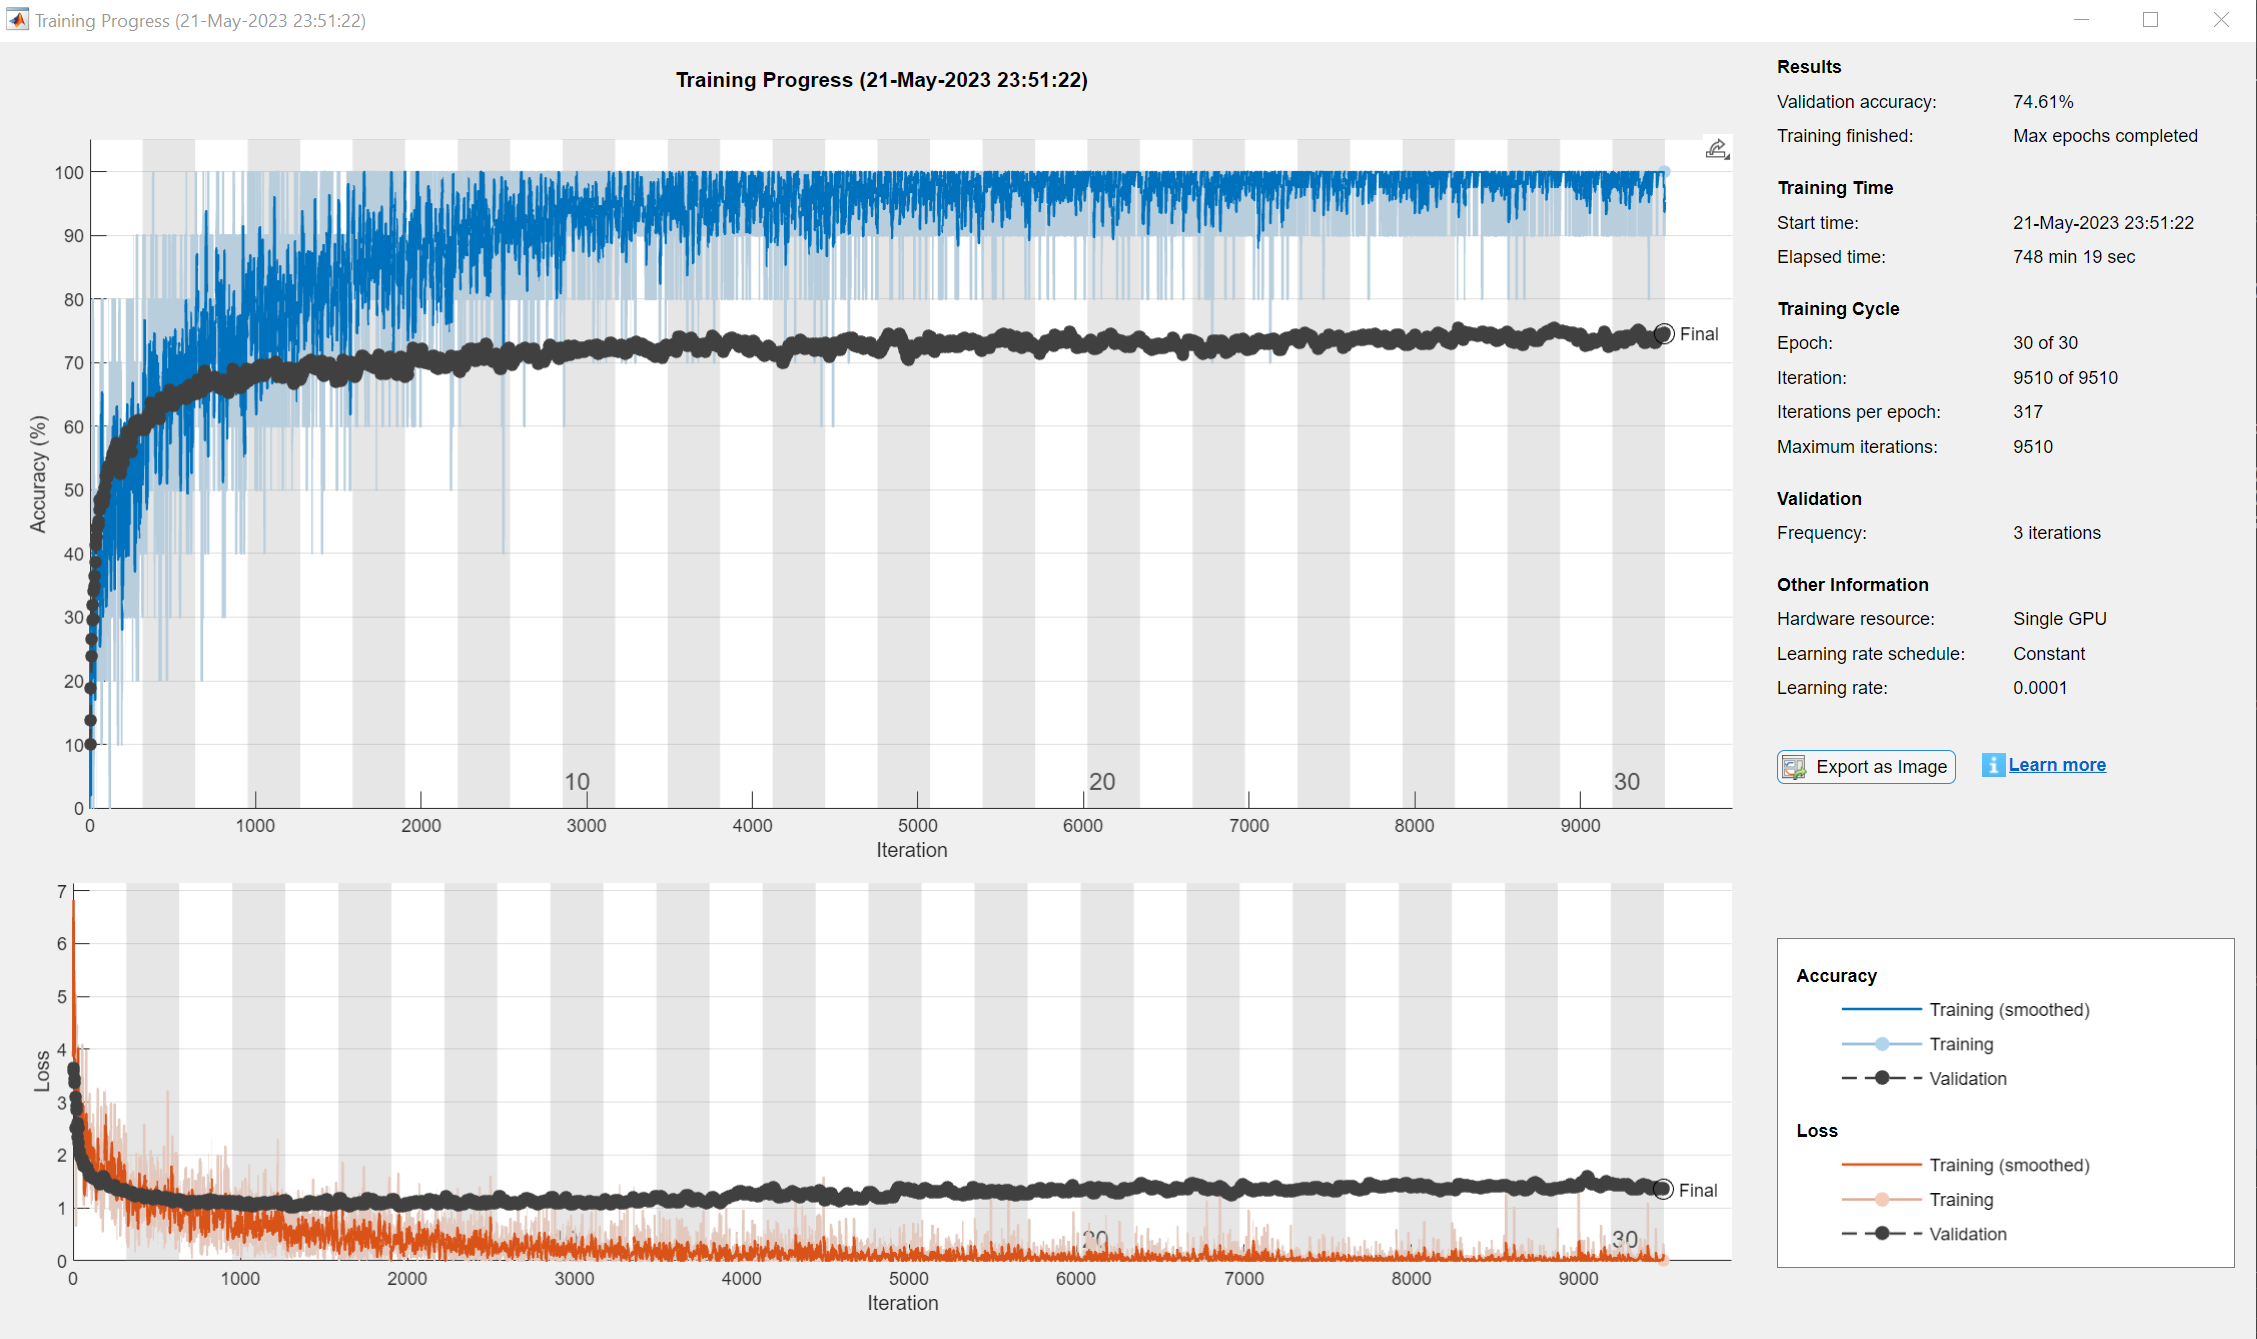 Training Progress (21-May-2023 23:51:22)
Training Progress (21-May-2023 23:51:22)
Accuracy (%)
100
90
80
70
60
50
40
30
20
10
0
10
20
30
Final
0 1000 2000 3000 4000 5000 6000 7000 8000 9000
Iteration
Loss
7
6
5
4
3
2
1
0
20
30
Final
0 1000 2000 3000 4000 5000 6000 7000 8000 9000
Iteration
Results
Validation accuracy: 74.61%
Training finished: Max epochs completed
Training Time
Start time: 21-May-2023 23:51:22
Elapsed time: 748 min 19 sec
Training Cycle
Epoch: 30 of 30
Iteration: 9510 of 9510
Iterations per epoch: 317
Maximum iterations: 9510
Validation
Frequency: 3 iterations
Other Information
Hardware resource: Single GPU
Learning rate schedule: Constant
Learning rate: 0.0001
Export as Image
i Learn more
Accuracy
Training (smoothed)
Training
Validation
Loss
Training (smoothed)
Training
Validation